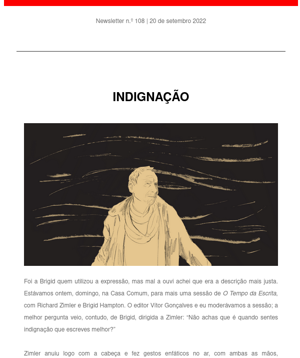 Newsletter n.º 108 | 20 de setembro 2022
INDIGNAÇÃO
Foi a Brigid quem utilizou a expressão, mas mal a ouvi achei que era a descrição mais justa.
Estávamos ontem, domingo, na Casa Comum, para mais uma sessão de O Tempo da Escrita,
com Richard Zimler e Brigid Hampton. O editor Vítor Gonçalves e eu moderávamos a sessão; a
melhor pergunta veio, contudo, de Brigid, dirigida a Zimler: "Não achas que é quando sentes
indignação que escreves melhor?"
Zimler anuiu logo com a cabeça e fez gestos enfáticos no ar, com ambas as mãos,